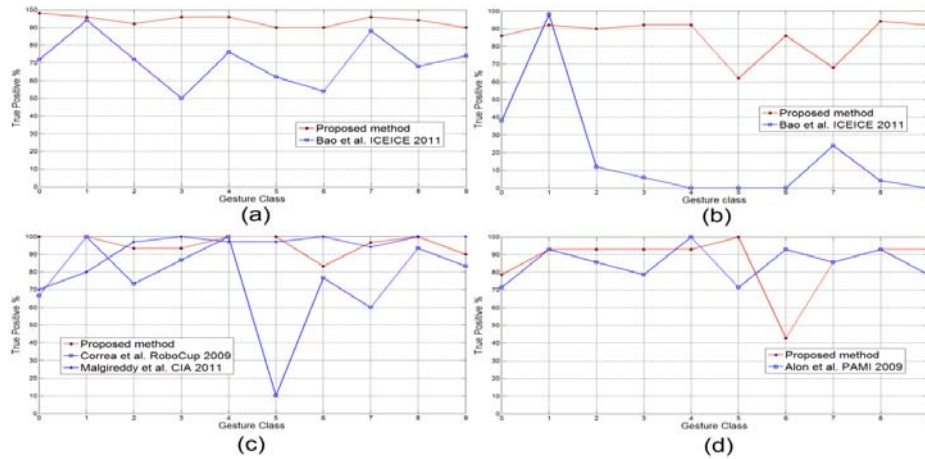 100
90
80
70
60
50
40
30
20
10
0
True Positive %
0 1 2 3 4 5 6 7 8 9
Gesture Class
Proposed method
Bao et al. ICEICE 2011
(a)
100
90
80
70
60
50
40
30
20
10
0
True Positive %
0 1 2 3 4 5 6 7 8 9
Gesture class
Proposed method
Bao et al. ICEICE 2011
(b)
100
90
80
70
60
50
40
30
20
10
0
True Positive %
0 1 2 3 4 5 6 7 8 9
Gesture Class
Proposed method
Correa et al. RoboCup 2009
Malgireddy et al. CIA 2011
(c)
100
90
80
70
60
50
40
30
20
10
0
True Positive %
0 1 2 3 4 5 6 7 8 9
Gesture Class
Proposed method
Alon et al. PAMI 2009
(d)